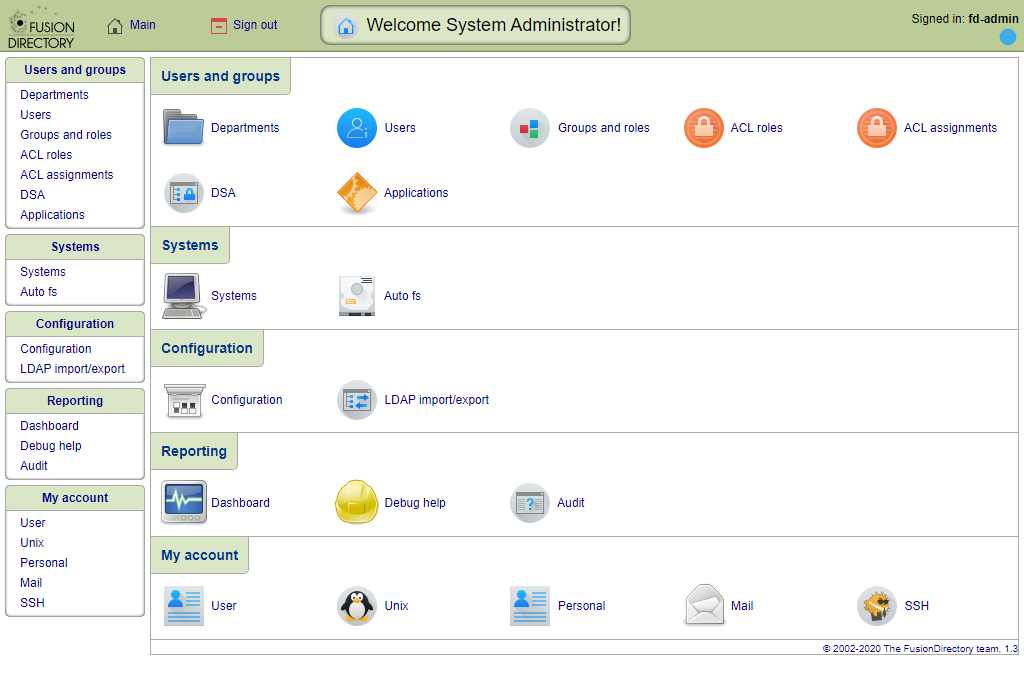 FUSION
DIRECTORY
Main
Sign out
Welcome System Administrator!
Signed in: fd-admin
Users and groups
Departments
Users
Groups and roles
ACL roles
ACL assignments
DSA
Applications
Systems
Systems
Auto fs
Configuration
Configuration
LDAP import/export
Reporting
Dashboard
Debug help
Audit
My account
User
Unix
Personal
Mail
SSH
Users and groups
Departments
Users
Groups and roles
ACL roles
ACL assignments
DSA
Applications
Systems
Systems
Auto fs
Configuration
Configuration
LDAP import/export
Reporting
Dashboard
Debug help
Audit
My account
User
Unix
Personal
Mail
SSH
© 2002-2020 The FusionDirectory team, 1.3